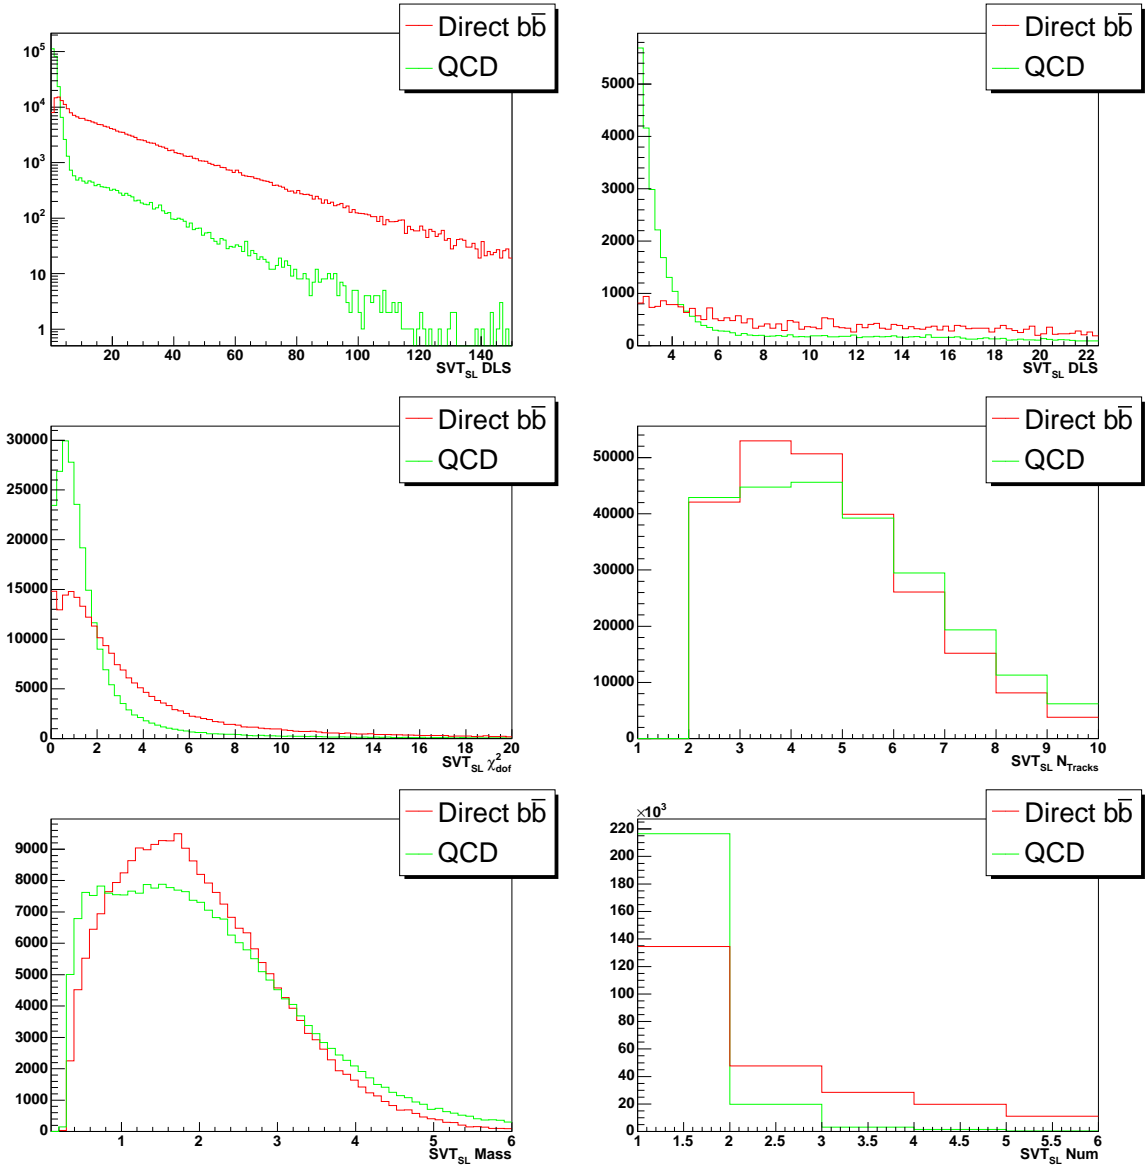 Direct bb̅
QCD
10⁵
10⁴
10³
10²
10
1
20 40 60 80 100 120 140
SVT_SL DLS
Direct bb̅
QCD
5000
4000
3000
2000
1000
0
4 6 8 10 12 14 16 18 20 22
SVT_SL DLS
Direct bb̅
QCD
30000
25000
20000
15000
10000
5000
0
0 2 4 6 8 10 12 14 16 18 20
SVT_SL χ²_dof
Direct bb̅
QCD
50000
40000
30000
20000
10000
0
1 2 3 4 5 6 7 8 9 10
SVT_SL N_Tracks
Direct bb̅
QCD
9000
8000
7000
6000
5000
4000
3000
2000
1000
0
1 2 3 4 5 6
SVT_SL Mass
Direct bb̅
QCD
×10³
220
200
180
160
140
120
100
80
60
40
20
0
1 1.5 2 2.5 3 3.5 4 4.5 5 5.5 6
SVT_SL Num